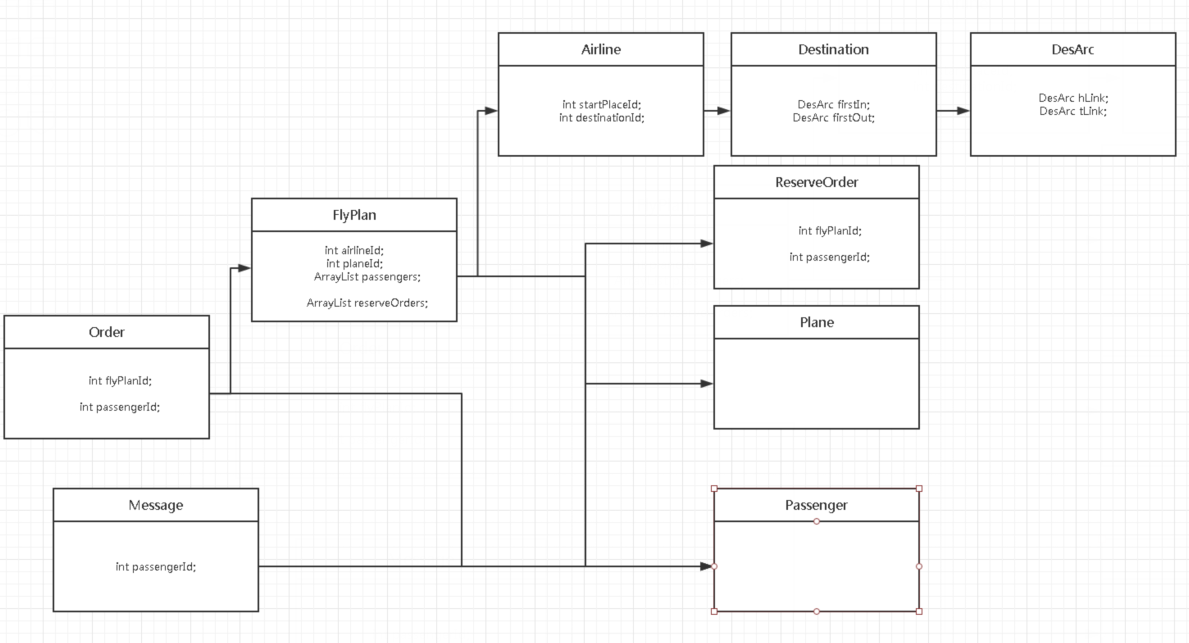 Airline
int startPlaceId;
int destinationId;
Destination
DesArc firstIn;
DesArc firstOut;
DesArc
DesArc hLink;
DesArc tLink;
ReserveOrder
int flyPlanId;
int passengerId;
FlyPlan
int airlineId;
int planeId;
ArrayList passengers;
ArrayList reserveOrders;
Plane
Order
int flyPlanId;
int passengerId;
Message
int passengerId;
Passenger